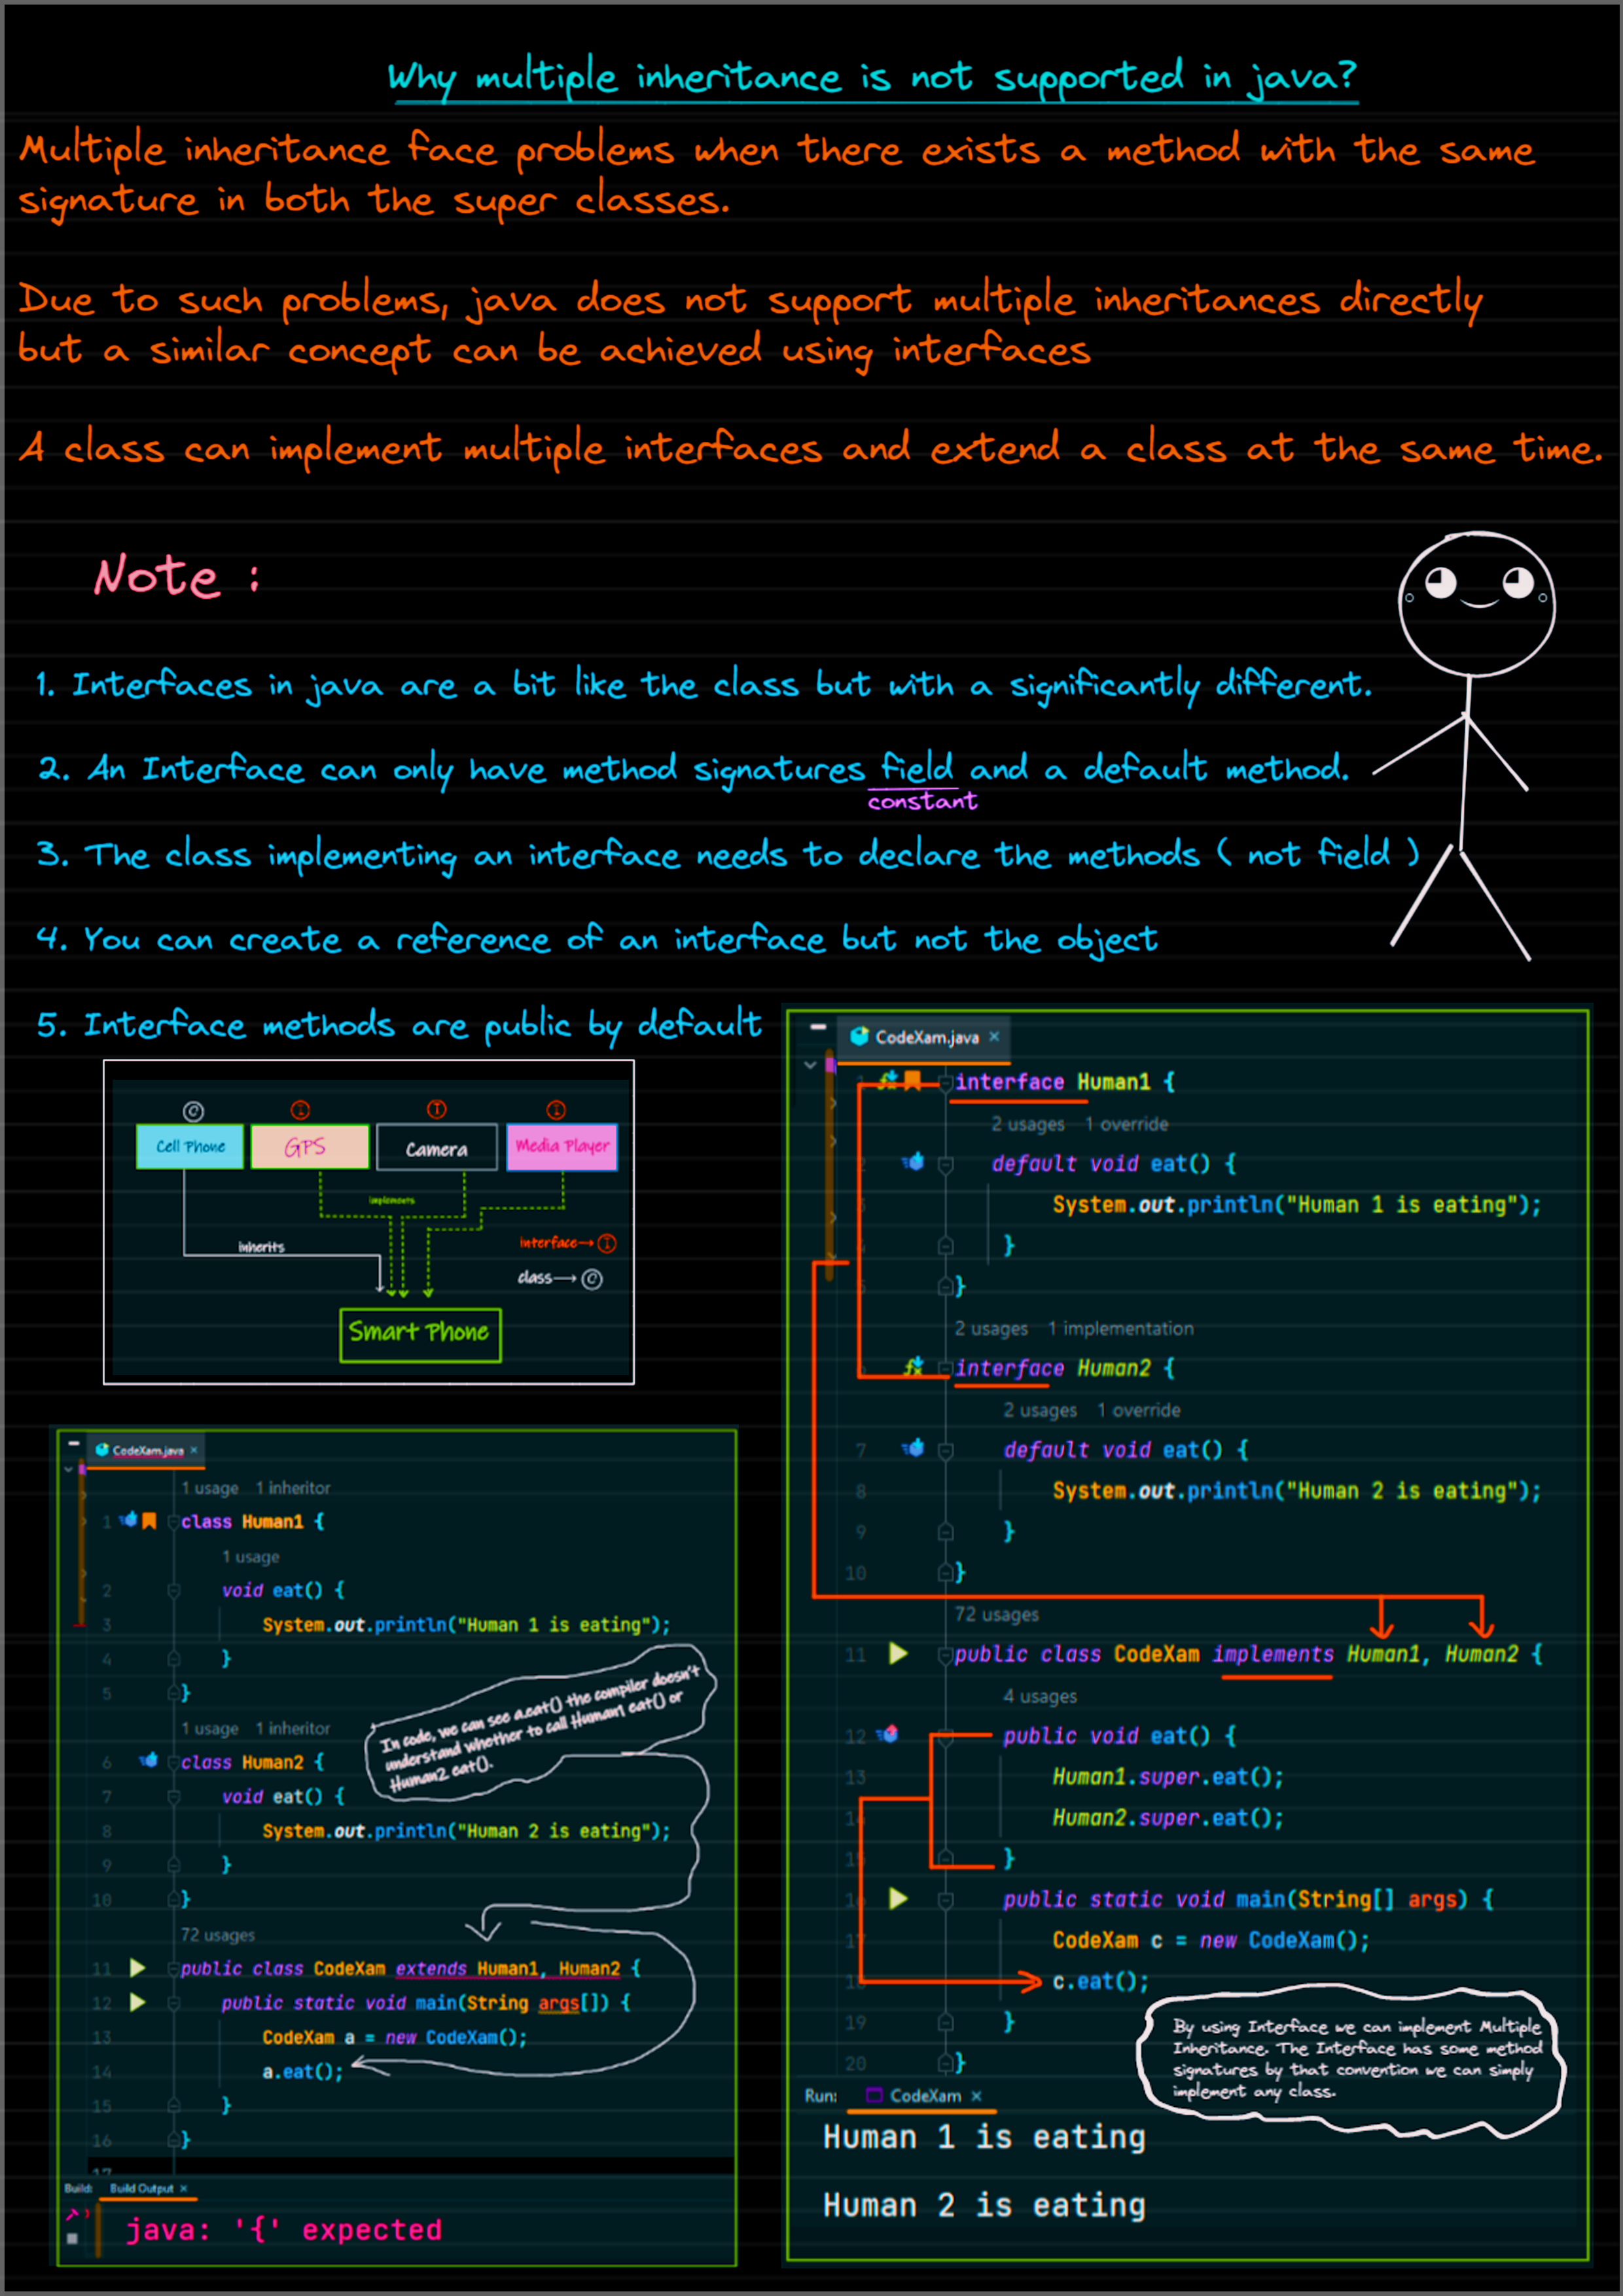 Why multiple inheritance is not supported in java?
Multiple inheritance face problems when there exists a method with the same
signature in both the super classes.
Due to such problems, java does not support multiple inheritances directly
but a similar concept can be achieved using interfaces
A class can implement multiple interfaces and extend a class at the same time.
Note :
1. Interfaces in java are a bit like the class but with a significantly different.
2. An Interface can only have method signatures field and a default method.
constant
3. The class implementing an interface needs to declare the methods ( not field )
4. You can create a reference of an interface but not the object
5. Interface methods are public by default
C I I I
Cell Phone GPS Camera Media Player
implements
inherits
interface→ I
class→ C
Smart Phone
CodeXam.java ×
1 usage 1 inheritor
1 class Human1 {
1 usage
2 void eat() {
3 System.out.println("Human 1 is eating");
4 }
5 }
1 usage 1 inheritor
6 class Human2 {
7 void eat() {
8 System.out.println("Human 2 is eating");
9 }
10 }
In code, we can see a.eat() the compiler doesn't
understand whether to call Human1 eat() or
Human2 eat().
72 usages
11 public class CodeXam extends Human1, Human2 {
12 public static void main(String args[]) {
13 CodeXam a = new CodeXam();
14 a.eat();
15 }
16 }
17
Build: Build Output ×
java: '{' expected
CodeXam.java ×
1 interface Human1 {
2 usages 1 override
2 default void eat() {
3 System.out.println("Human 1 is eating");
4 }
5 }
2 usages 1 implementation
interface Human2 {
2 usages 1 override
7 default void eat() {
8 System.out.println("Human 2 is eating");
9 }
10 }
72 usages
11 public class CodeXam implements Human1, Human2 {
4 usages
12 public void eat() {
13 Human1.super.eat();
14 Human2.super.eat();
15 }
16 public static void main(String[] args) {
17 CodeXam c = new CodeXam();
18 c.eat();
19 }
20 }
By using Interface we can implement Multiple
Inheritance. The Interface has some method
signatures by that convention we can simply
implement any class.
Run: CodeXam ×
Human 1 is eating
Human 2 is eating